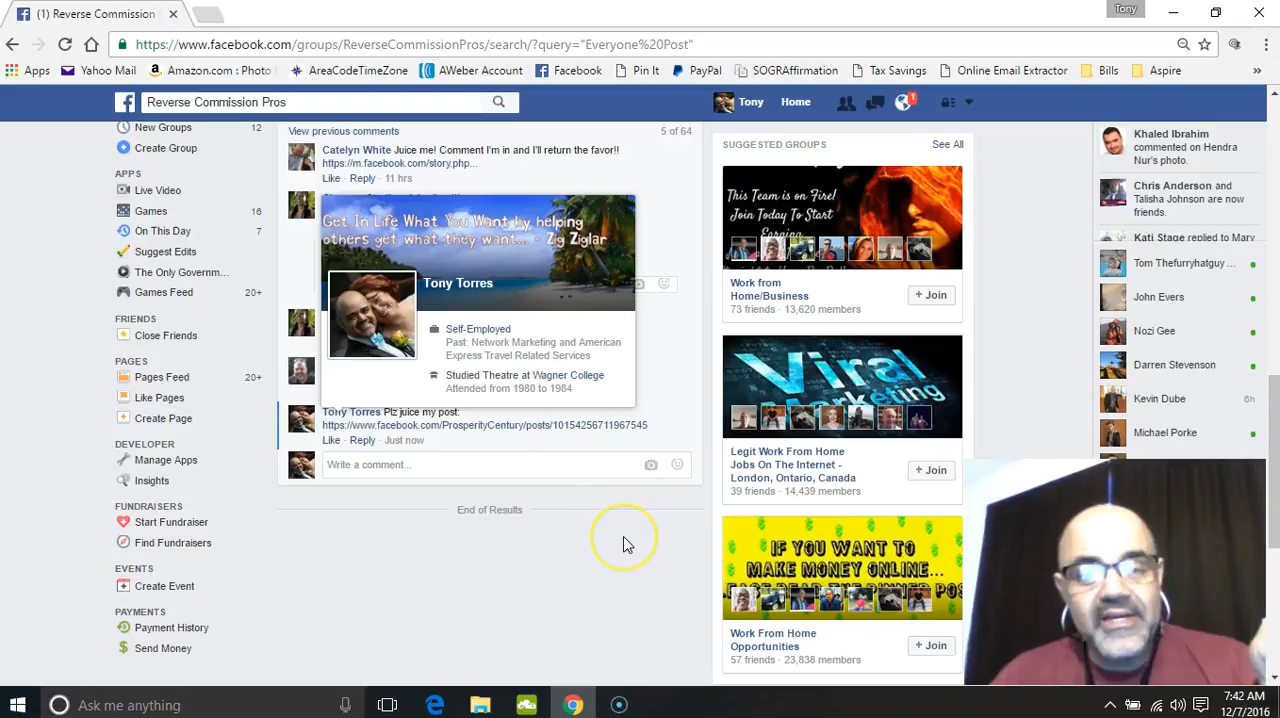 (1) Reverse Commission
Tony
https://www.facebook.com/groups/ReverseCommissionPros/search/?query="Everyone%20Post"
Apps
Yahoo Mail
Amazon.com : Photo
AreaCodeTimeZone
AWeber Account
Facebook
Pin It
PayPal
SOGRAffirmation
Tax Savings
Online Email Extractor
Bills
Aspire
»
Reverse Commission Pros
Tony
Home
1
New Groups 12
Create Group
APPS
Live Video
Games 16
On This Day 7
Suggest Edits
The Only Governm...
Games Feed 20+
FRIENDS
Close Friends
PAGES
Pages Feed 20+
Like Pages
Create Page
DEVELOPER
Manage Apps
Insights
FUNDRAISERS
Start Fundraiser
Find Fundraisers
EVENTS
Create Event
PAYMENTS
Payment History
Send Money
View previous comments 5 of 64
Catelyn White Juice me! Comment I'm in and I'll return the favor!!
https://m.facebook.com/story.php...
Like · Reply · 11 hrs
Get In Life What You Want by helping
others get what they want... - Zig Ziglar
Tony Torres
Self-Employed
Past: Network Marketing and American
Express Travel Related Services
Studied Theatre at Wagner College
Attended from 1980 to 1984
Tony Torres Plz juice my post:
https://www.facebook.com/ProsperityCentury/posts/10154256711967545
Like · Reply · Just now
Write a comment...
End of Results
SUGGESTED GROUPS See All
This Team is on Fire!
Join Today To Start
Earning
Work from
Home/Business
73 friends · 13,620 members
+ Join
Viral
Marketing
Legit Work From Home
Jobs On The Internet -
London, Ontario, Canada
39 friends · 14,439 members
+ Join
IF YOU WANT TO
MAKE MONEY ONLINE...
Work From Home
Opportunities
57 friends · 23,838 members
+ Join
Khaled Ibrahim
commented on Hendra
Nur's photo.
Chris Anderson and
Talisha Johnson are now
friends.
Kati Stage replied to Mary
Tom Thefurryhatguy ...
John Evers
Nozi Gee
Darren Stevenson
Kevin Dube 6h
Michael Porke
Ask me anything
7:42 AM
12/7/2016